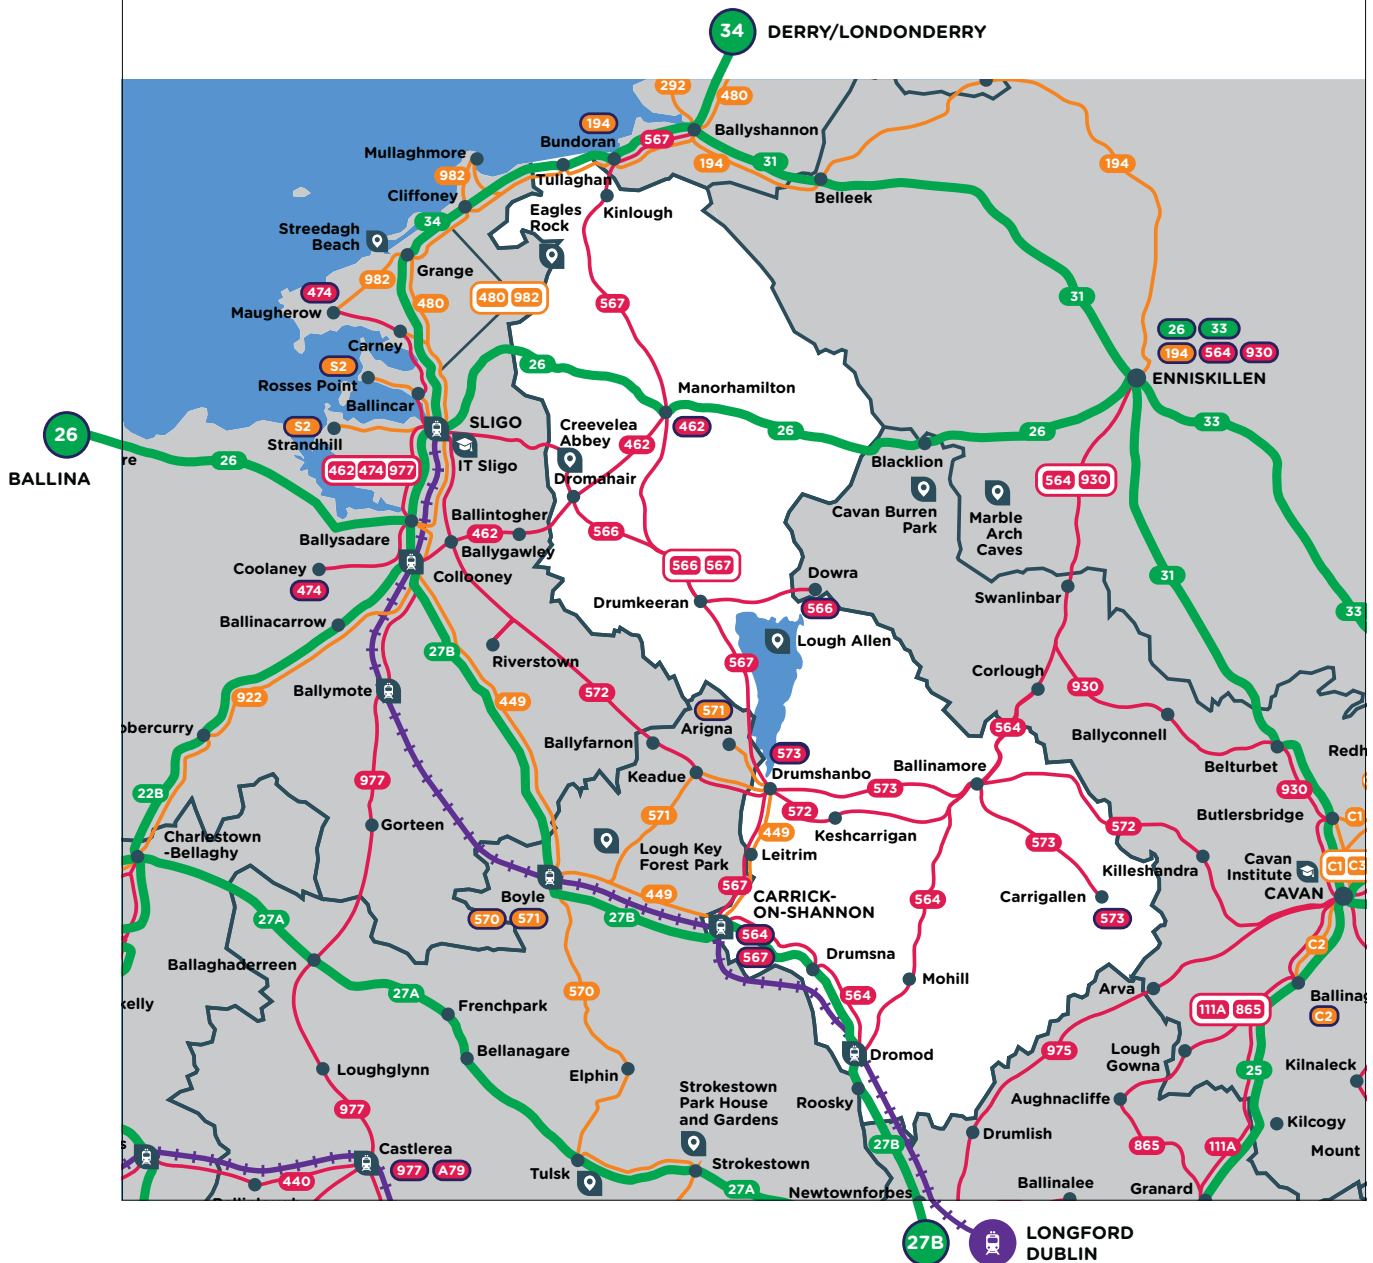 34 DERRY/LONDONDERRY
292
480
194
Bundoran
567
Ballyshannon
Mullaghmore
982
194
31
194
Tullaghan
Cliffoney
Belleek
Eagles
Rock
Kinlough
34
Streedagh
Beach
Grange
982
474
480
480 982
567
31
Maugherow
26 33
194 564 930
Carney
ENNISKILLEN
S2
26
Rosses Point
Manorhamilton
Ballincar
33
26
S2
SLIGO
Creevelea
Abbey
462
462
26
26
Strandhill
BALLINA
re
26
IT Sligo
Blacklion
462 474 977
564 930
Dromahair
Cavan Burren
Park
Marble
Arch
Caves
Ballintogher
Ballysadare
462
566
Ballygawley
566 567
Coolaney
Collooney
Dowra
31
474
Drumkeeran
566
Swanlinbar
33
Ballinacarrow
Lough Allen
27B
Riverstown
567
Corlough
Ballymote
572
930
922
449
571
564
obercurry
Arigna
Ballyconnell
Ballyfarnon
573
Redh
Belturbet
Keadue
Drumshanbo
Ballinamore
977
573
930
22B
572
571
Butlersbridge
C1
Gorteen
449
Keshcarrigan
572
Charlestown
-Bellaghy
573
Lough Key
Forest Park
Leitrim
Cavan
Institute
C1 C3
Killeshandra
567
449
CARRICK-
ON-SHANNON
CAVAN
Boyle
564
Carrigallen
570 571
27B
573
27A
564
567
C2
Drumsna
Ballaghaderreen
Mohill
Arva
27A
570
564
kelly
Frenchpark
Ballinag
111A 865
C2
Bellanagare
Dromod
975
Lough
Gowna
Kilnaleck
Loughglynn
Elphin
25
Strokestown
Park House
and Gardens
Roosky
Aughnacliffe
977
Kilcogy
Drumlish
27B
865
111A
Castlerea
Mount
s
977 A79
Strokestown
440
Tulsk
27A
Newtownforbes
Ballinalee
Granard
27B
LONGFORD
DUBLIN